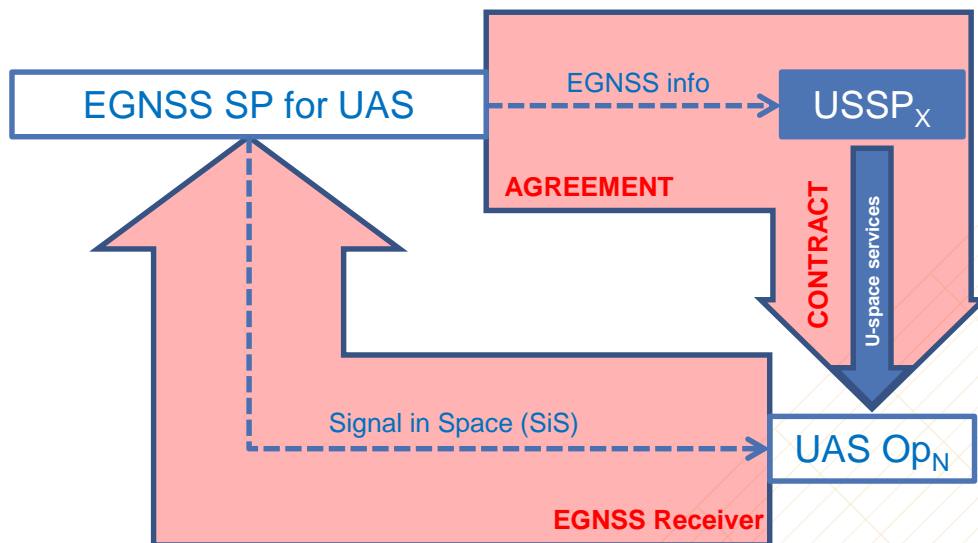 EGNSS info
EGNSS SP for UAS
USSPX
AGREEMENT
CONTRACT
U-space services
Signal in Space (SiS)
UAS OpN
EGNSS Receiver